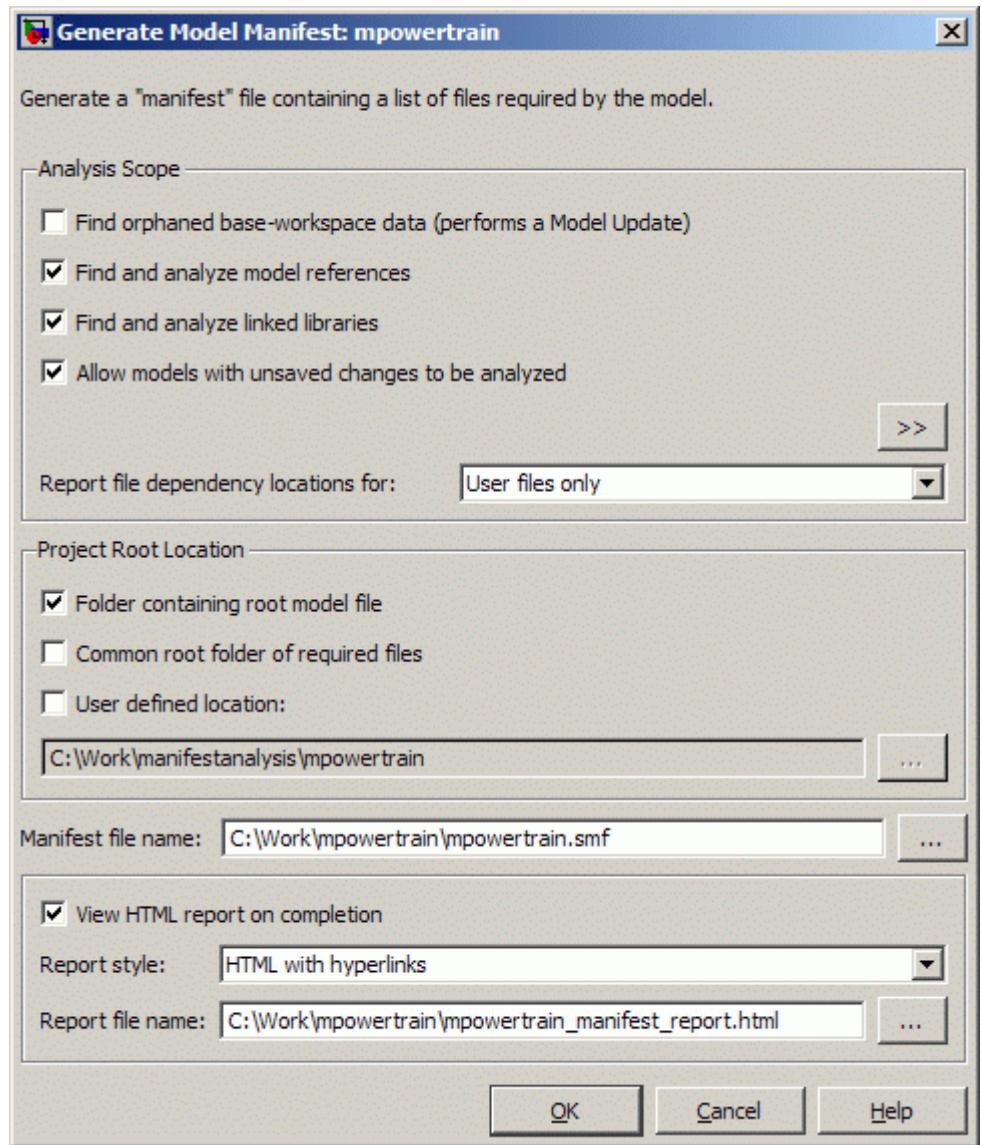 Generate Model Manifest: mpowertrain
Generate a "manifest" file containing a list of files required by the model.
Analysis Scope
Find orphaned base-workspace data (performs a Model Update)
Find and analyze model references
Find and analyze linked libraries
Allow models with unsaved changes to be analyzed
>>
Report file dependency locations for: User files only
Project Root Location
Folder containing root model file
Common root folder of required files
User defined location:
C:\Work\manifestanalysis\mpowertrain ...
Manifest file name: C:\Work\mpowertrain\mpowertrain.smf ...
View HTML report on completion
Report style: HTML with hyperlinks
Report file name: C:\Work\mpowertrain\mpowertrain_manifest_report.html ...
OK Cancel Help